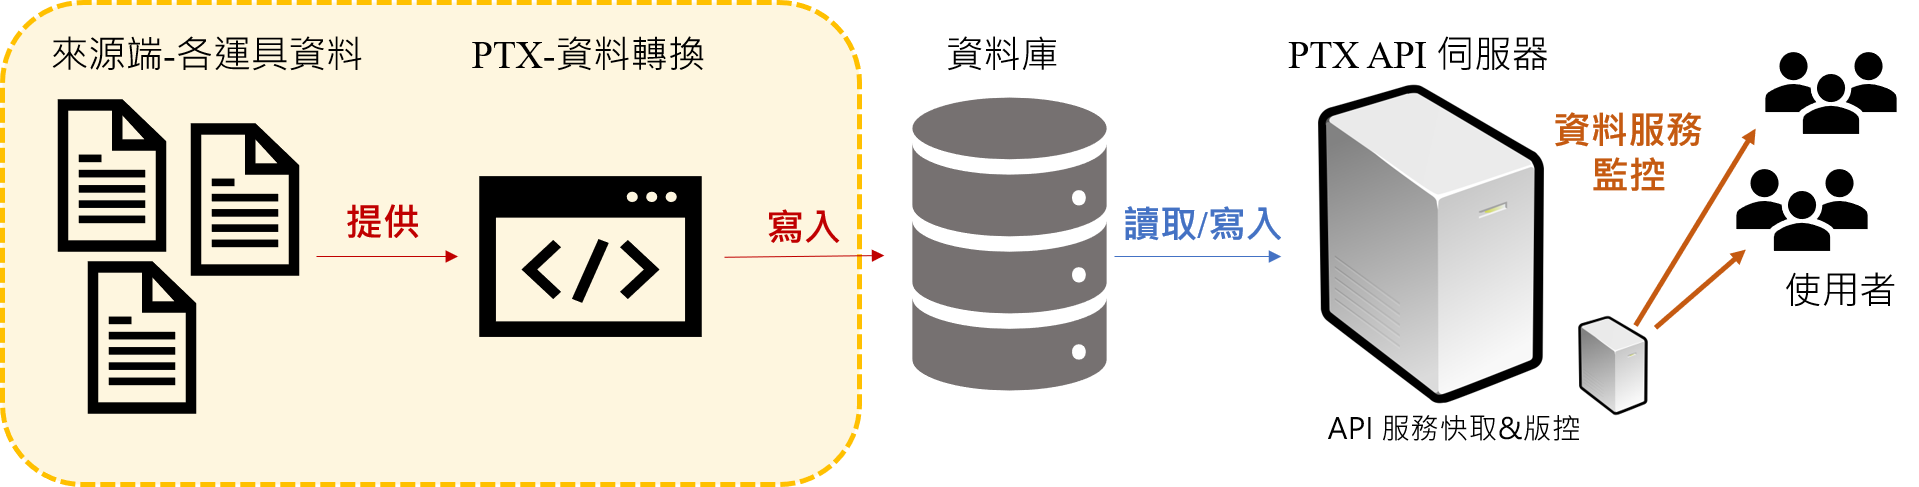 來源端-各運具資料
PTX-資料轉換
資料庫
PTX API 伺服器
提供
</>
寫入
讀取/寫入
資料服務
監控
使用者
API 服務快取&版控